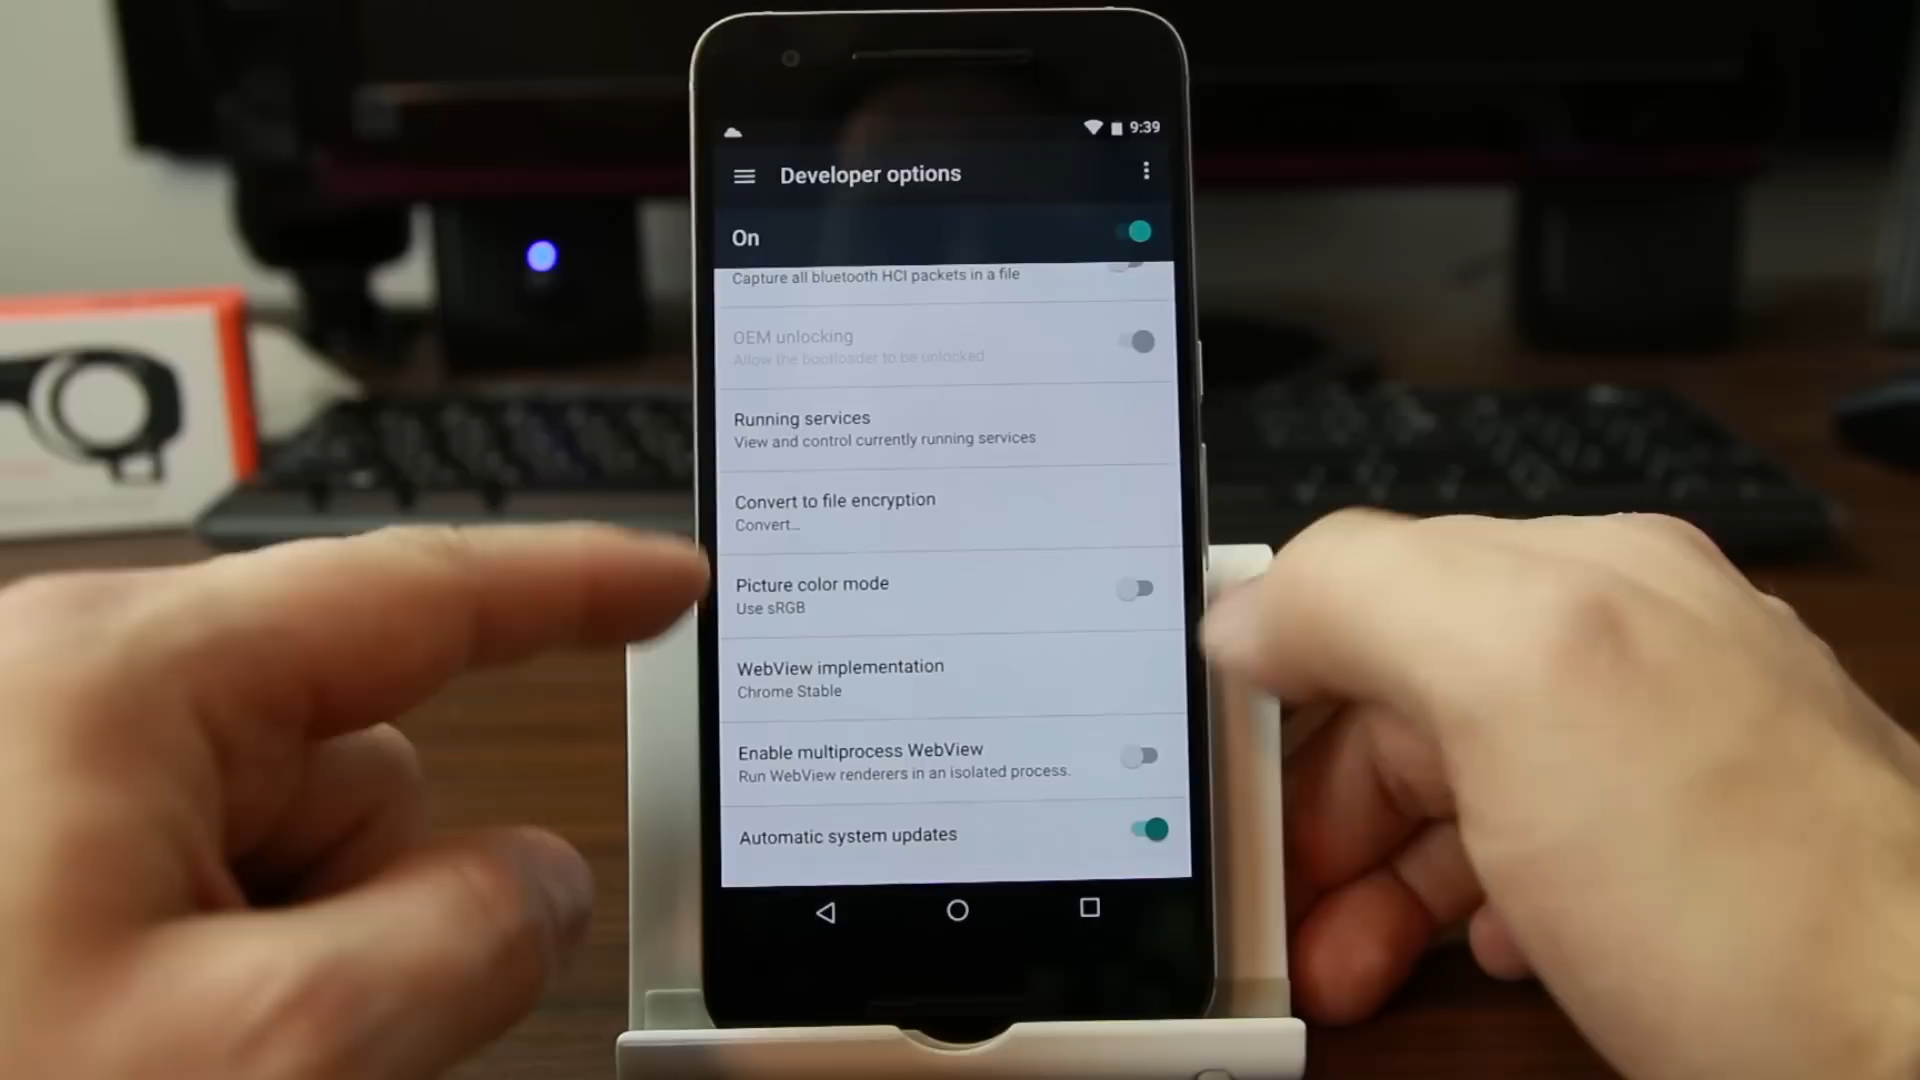 9:39
Developer options
On
Capture all bluetooth HCI packets in a file
OEM unlocking
Allow the bootloader to be unlocked
Running services
View and control currently running services
Convert to file encryption
Convert...
Picture color mode
Use sRGB
WebView implementation
Chrome Stable
Enable multiprocess WebView
Run WebView renderers in an isolated process.
Automatic system updates